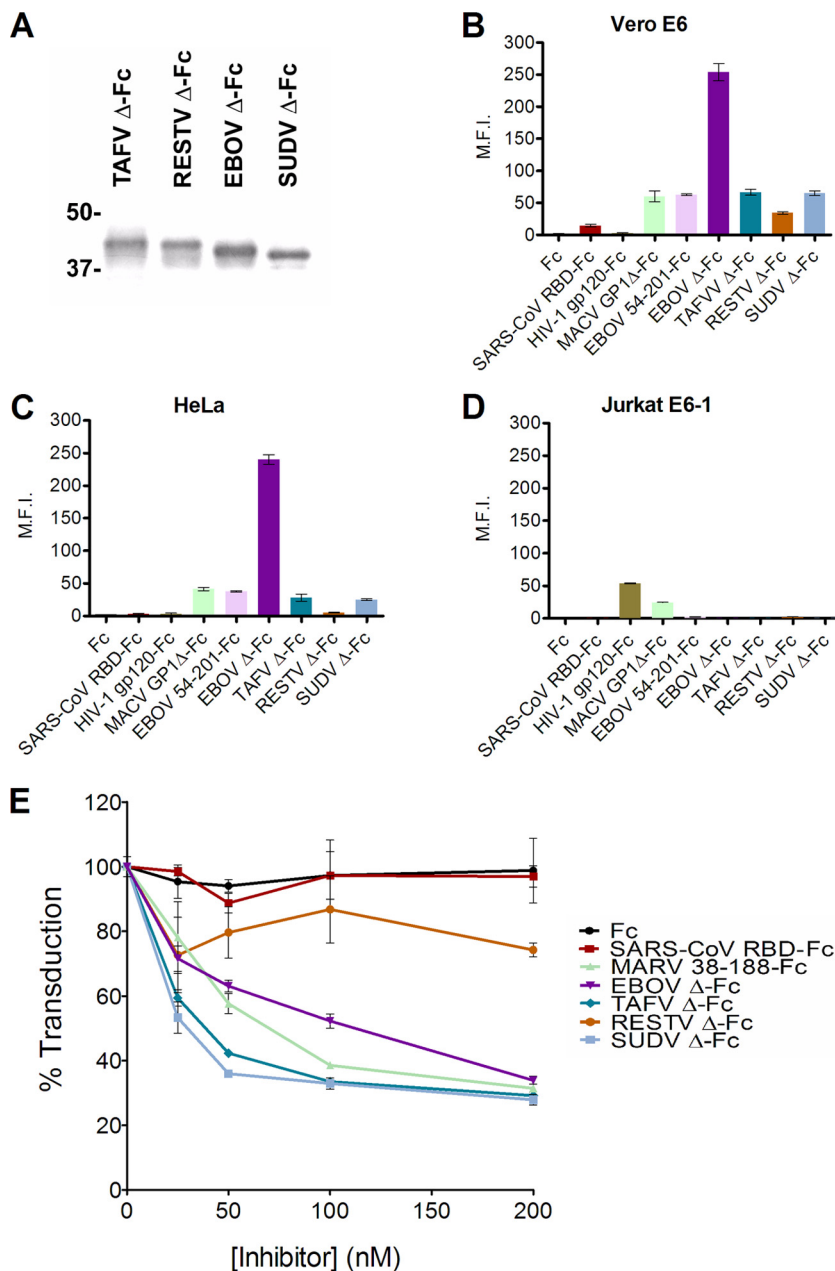 A
TAFV Δ-Fc
RESTV Δ-Fc
EBOV Δ-Fc
SUDV Δ-Fc
50-
37-
B
Vero E6
M.F.I.
300
250
200
150
100
50
0
Fc
SARS-CoV RBD-Fc
HIV-1 gp120-Fc
MACV GP1Δ-Fc
EBOV 54-201-Fc
EBOV Δ-Fc
TAFVV Δ-Fc
RESTV Δ-Fc
SUDV Δ-Fc
C
HeLa
M.F.I.
300
250
200
150
100
50
0
Fc
SARS-CoV RBD-Fc
HIV-1 gp120-Fc
MACV GP1Δ-Fc
EBOV 54-201-Fc
EBOV Δ-Fc
TAFV Δ-Fc
RESTV Δ-Fc
SUDV Δ-Fc
D
Jurkat E6-1
M.F.I.
300
250
200
150
100
50
0
Fc
SARS-CoV RBD-Fc
HIV-1 gp120-Fc
MACV GP1Δ-Fc
EBOV 54-201-Fc
EBOV Δ-Fc
TAFV Δ-Fc
RESTV Δ-Fc
SUDV Δ-Fc
E
% Transduction
120
100
80
60
40
20
0
0
50
100
150
200
[Inhibitor] (nM)
Fc
SARS-CoV RBD-Fc
MARV 38-188-Fc
EBOV Δ-Fc
TAFV Δ-Fc
RESTV Δ-Fc
SUDV Δ-Fc